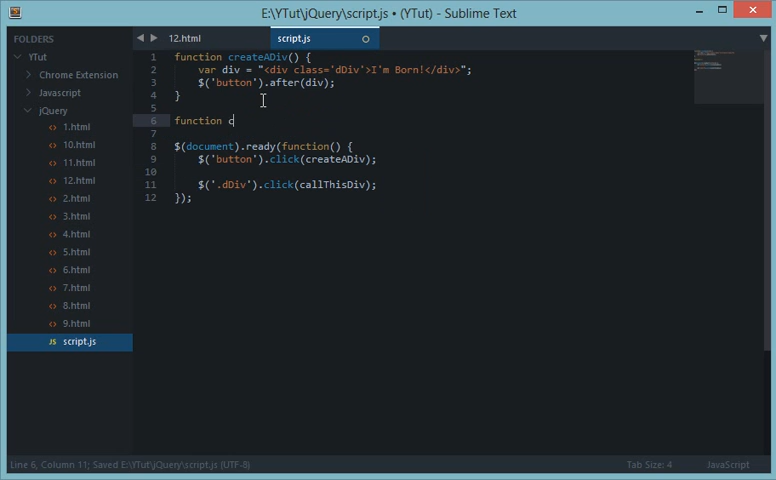 E:\YTut\jQuery\script.js • (YTut) - Sublime Text
FOLDERS
YTut
Chrome Extension
Javascript
jQuery
1.html
10.html
11.html
12.html
2.html
3.html
4.html
5.html
6.html
7.html
8.html
9.html
script.js
12.html
script.js
1 function createADiv() {
2 var div = "<div class='dDiv'>I'm Born!</div>";
3 $('button').after(div);
4 }
5
6 function c
7
8 $(document).ready(function() {
9 $('button').click(createADiv);
10
11 $('.dDiv').click(callThisDiv);
12 });
Line 6, Column 11; Saved E:\YTut\jQuery\script.js (UTF-8)
Tab Size: 4
JavaScript